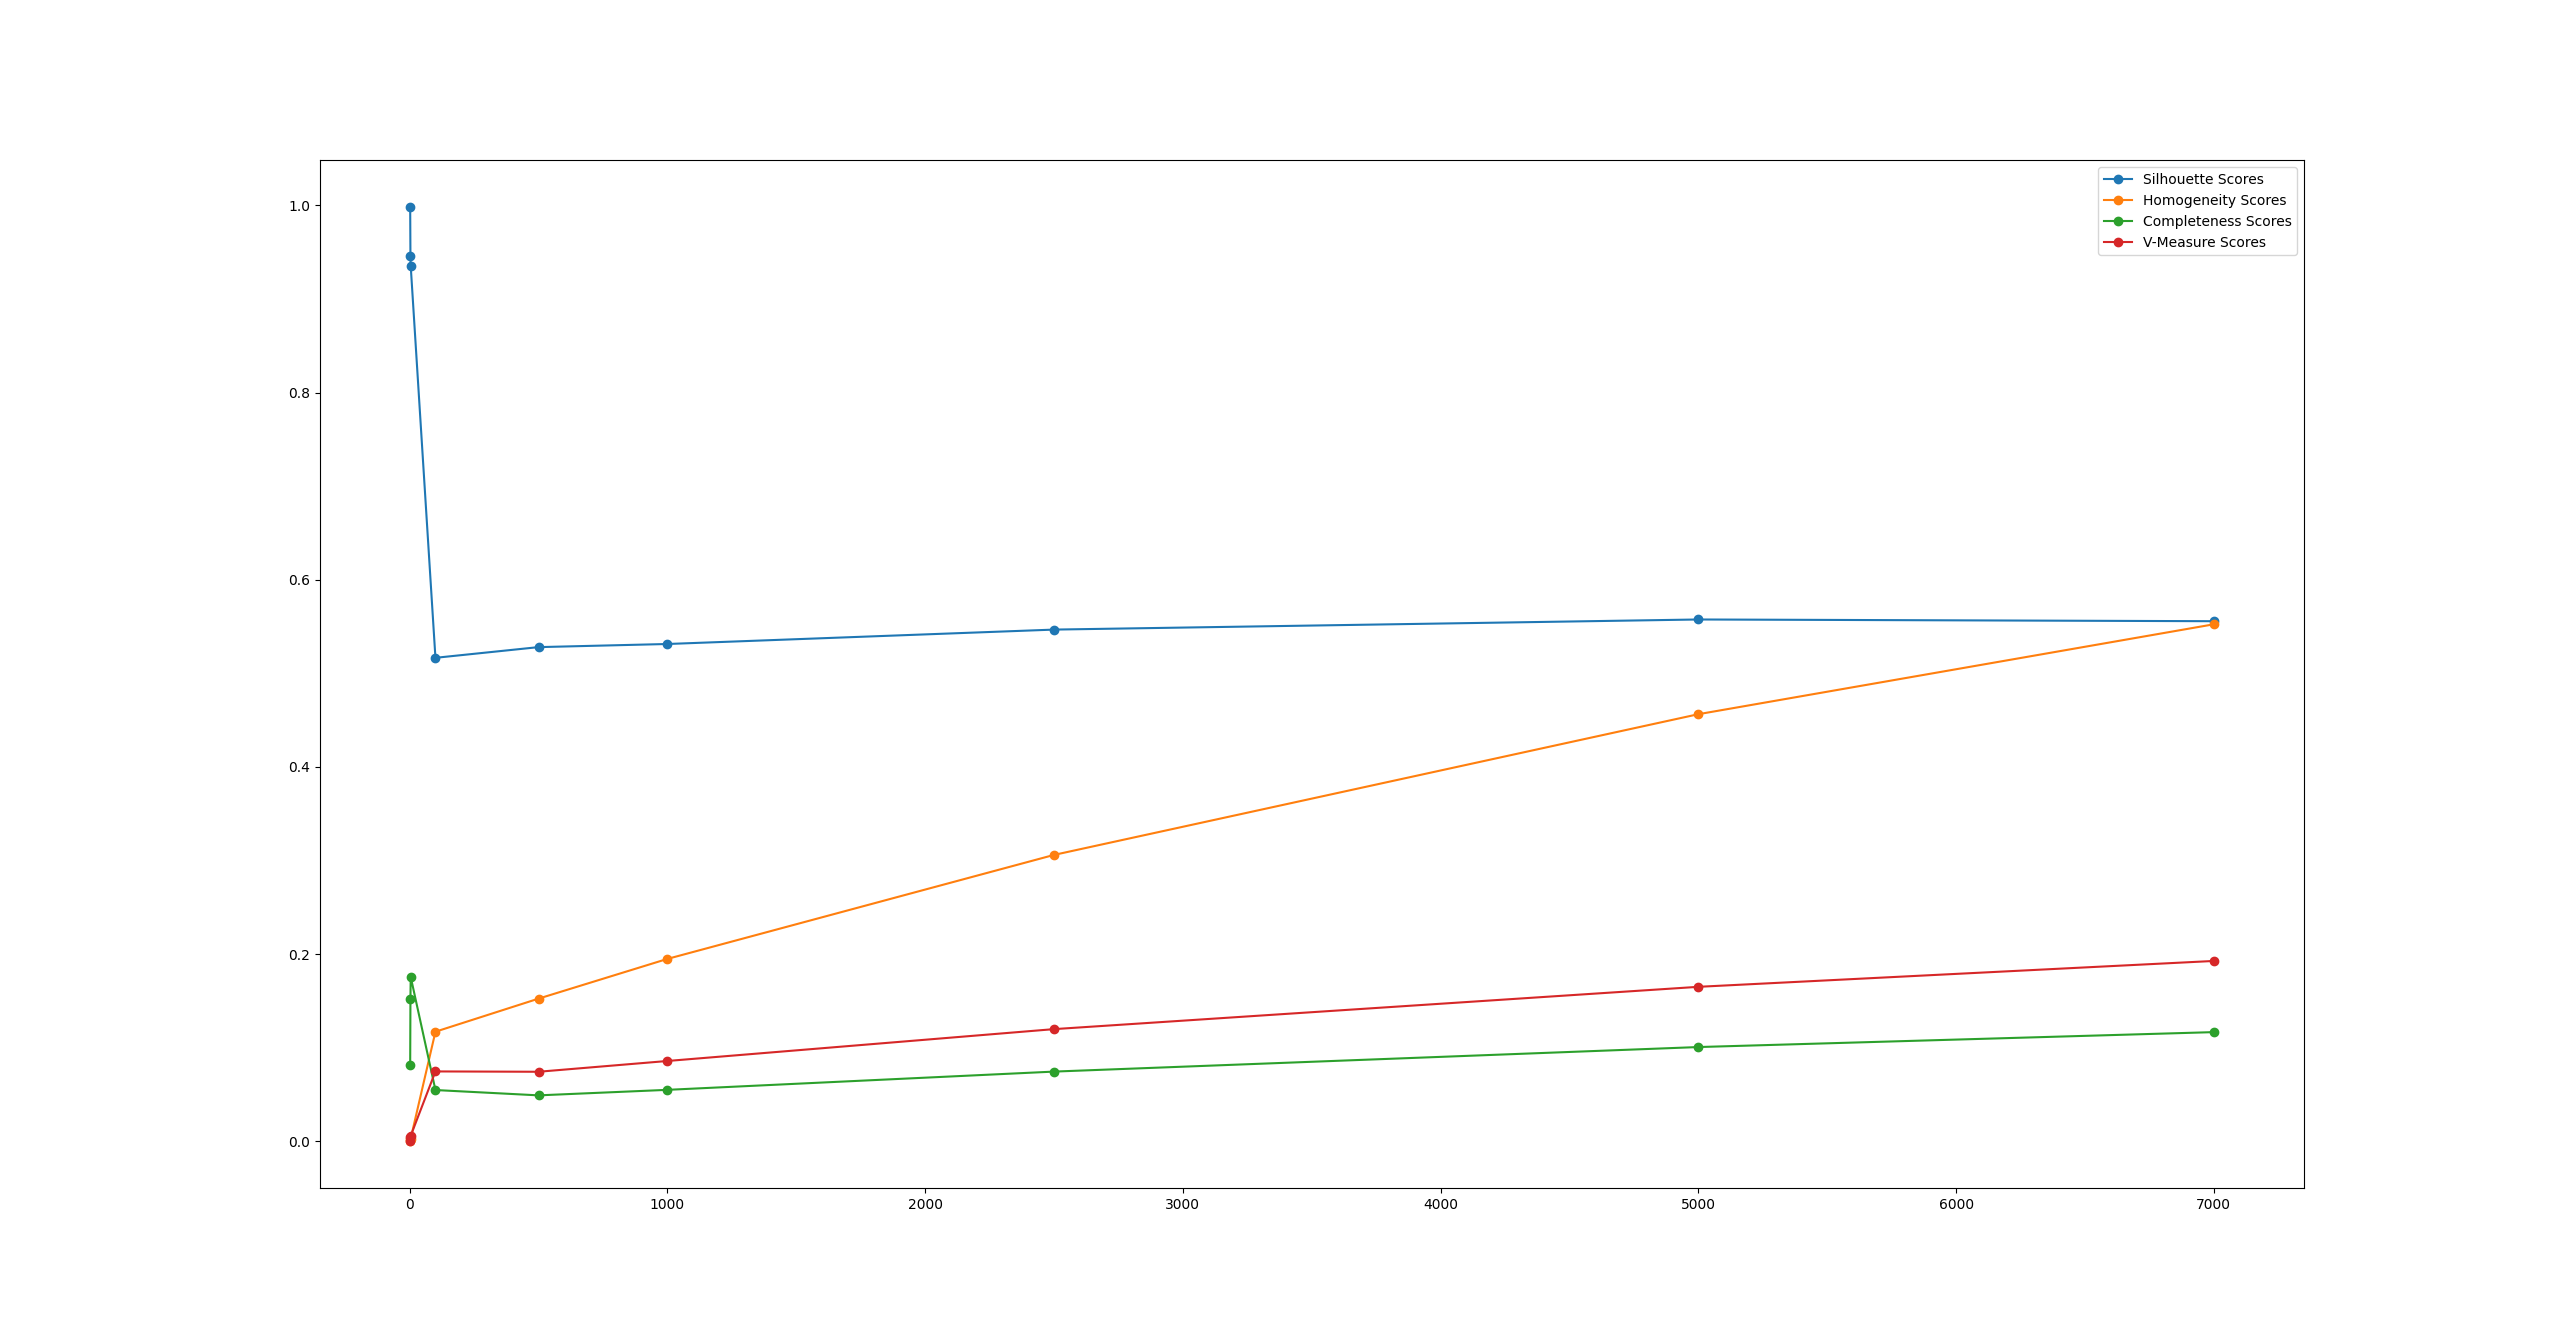 Silhouette Scores
Homogeneity Scores
Completeness Scores
V-Measure Scores
1.0
0.8
0.6
0.4
0.2
0.0
0 1000 2000 3000 4000 5000 6000 7000